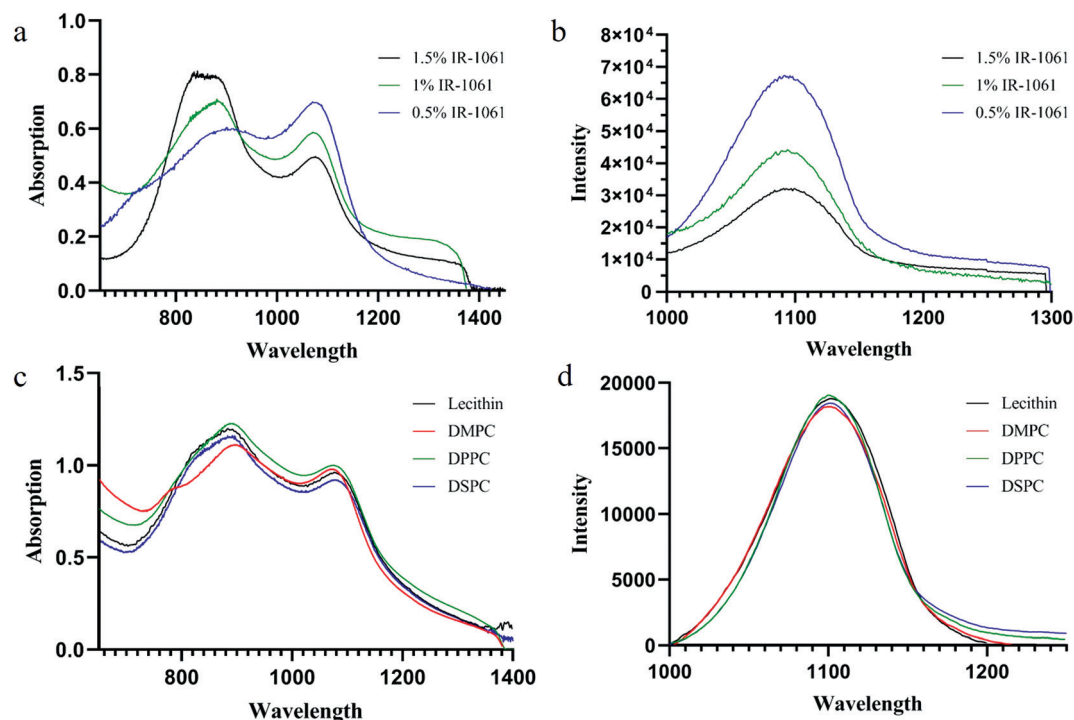 a
1.0
0.8
0.6
0.4
0.2
0.0
Absorption
800
1000
1200
1400
Wavelength
1.5% IR-1061
1% IR-1061
0.5% IR-1061
b
8×10⁴
7×10⁴
6×10⁴
5×10⁴
4×10⁴
3×10⁴
2×10⁴
1×10⁴
0
Intensity
1000
1100
1200
1300
Wavelength
1.5% IR-1061
1% IR-1061
0.5% IR-1061
c
1.5
1.0
0.5
0.0
Absorption
800
1000
1200
1400
Wavelength
Lecithin
DMPC
DPPC
DSPC
d
20000
15000
10000
5000
0
Intensity
1000
1100
1200
Wavelength
Lecithin
DMPC
DPPC
DSPC